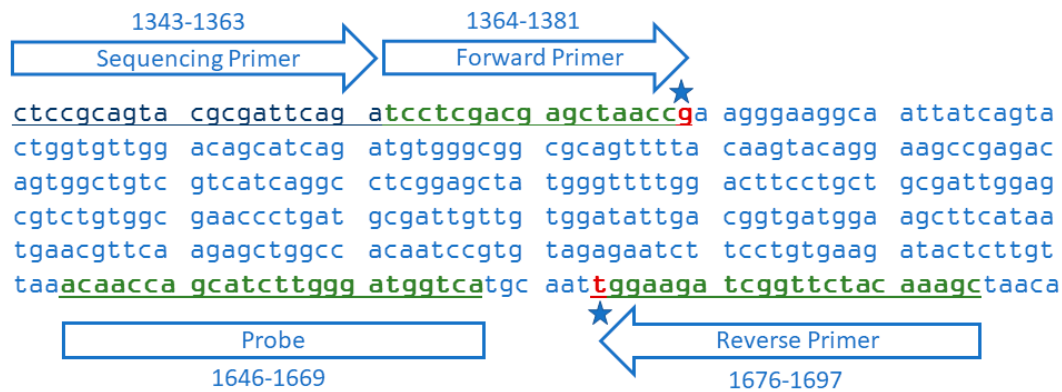 1343-1363 1364-1381
Sequencing Primer Forward Primer
ctccgcagta cgcgattcag atcctcgacg agctaaccga agggaaggca attatcagta
ctggtgttgg acagcatcag atgtgggcgg cgcagtttta caagtacagg aagccgagac
agtggctgtc gtcatcaggc ctcggagcta tgggttttgg acttcctgct gcgattggag
cgtctgtggc gaaccctgat gcgattgttg tggatattga cggtgatgga agcttcataa
tgaacgttca agagctggcc acaatccgtg tagagaatct tcctgtgaag atactcttgt
taaacaacca gcatcttggg atggtcatgc aattggaaga tcggttctac aaagctaaca
Probe Reverse Primer
1646-1669 1676-1697